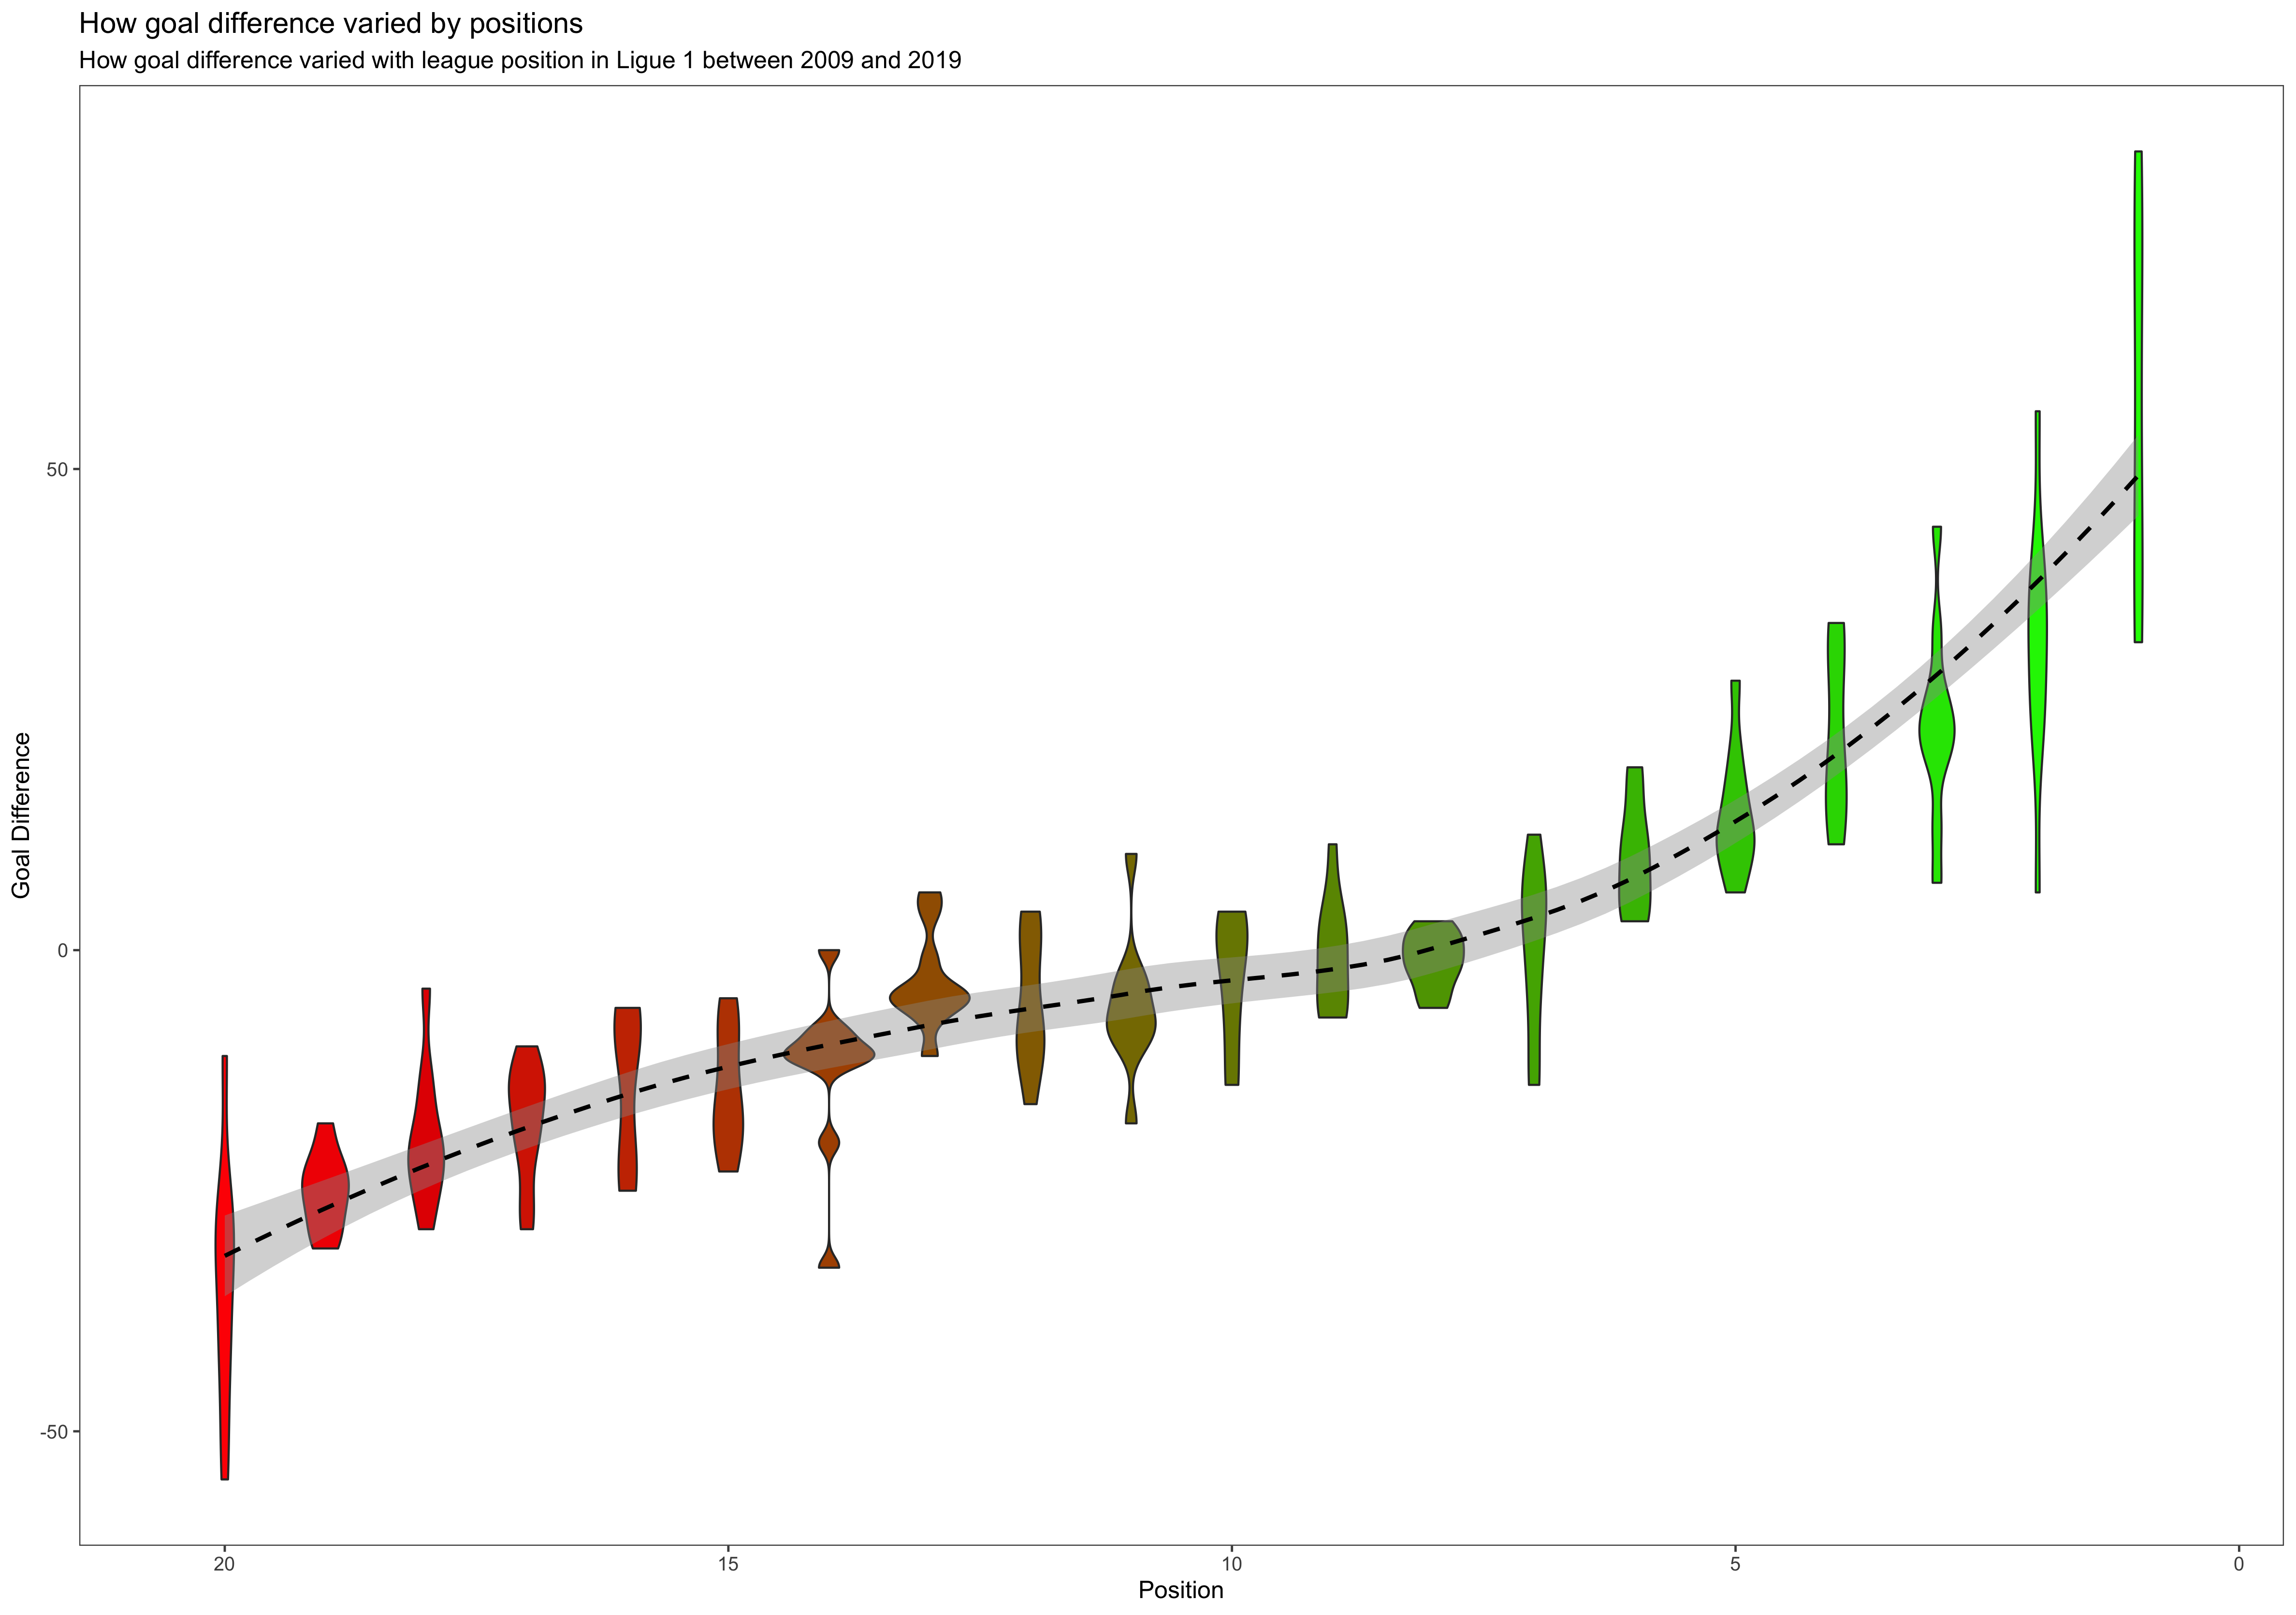 How goal difference varied by positions
How goal difference varied with league position in Ligue 1 between 2009 and 2019
Goal Difference
50
0
-50
20
15
10
5
0
Position